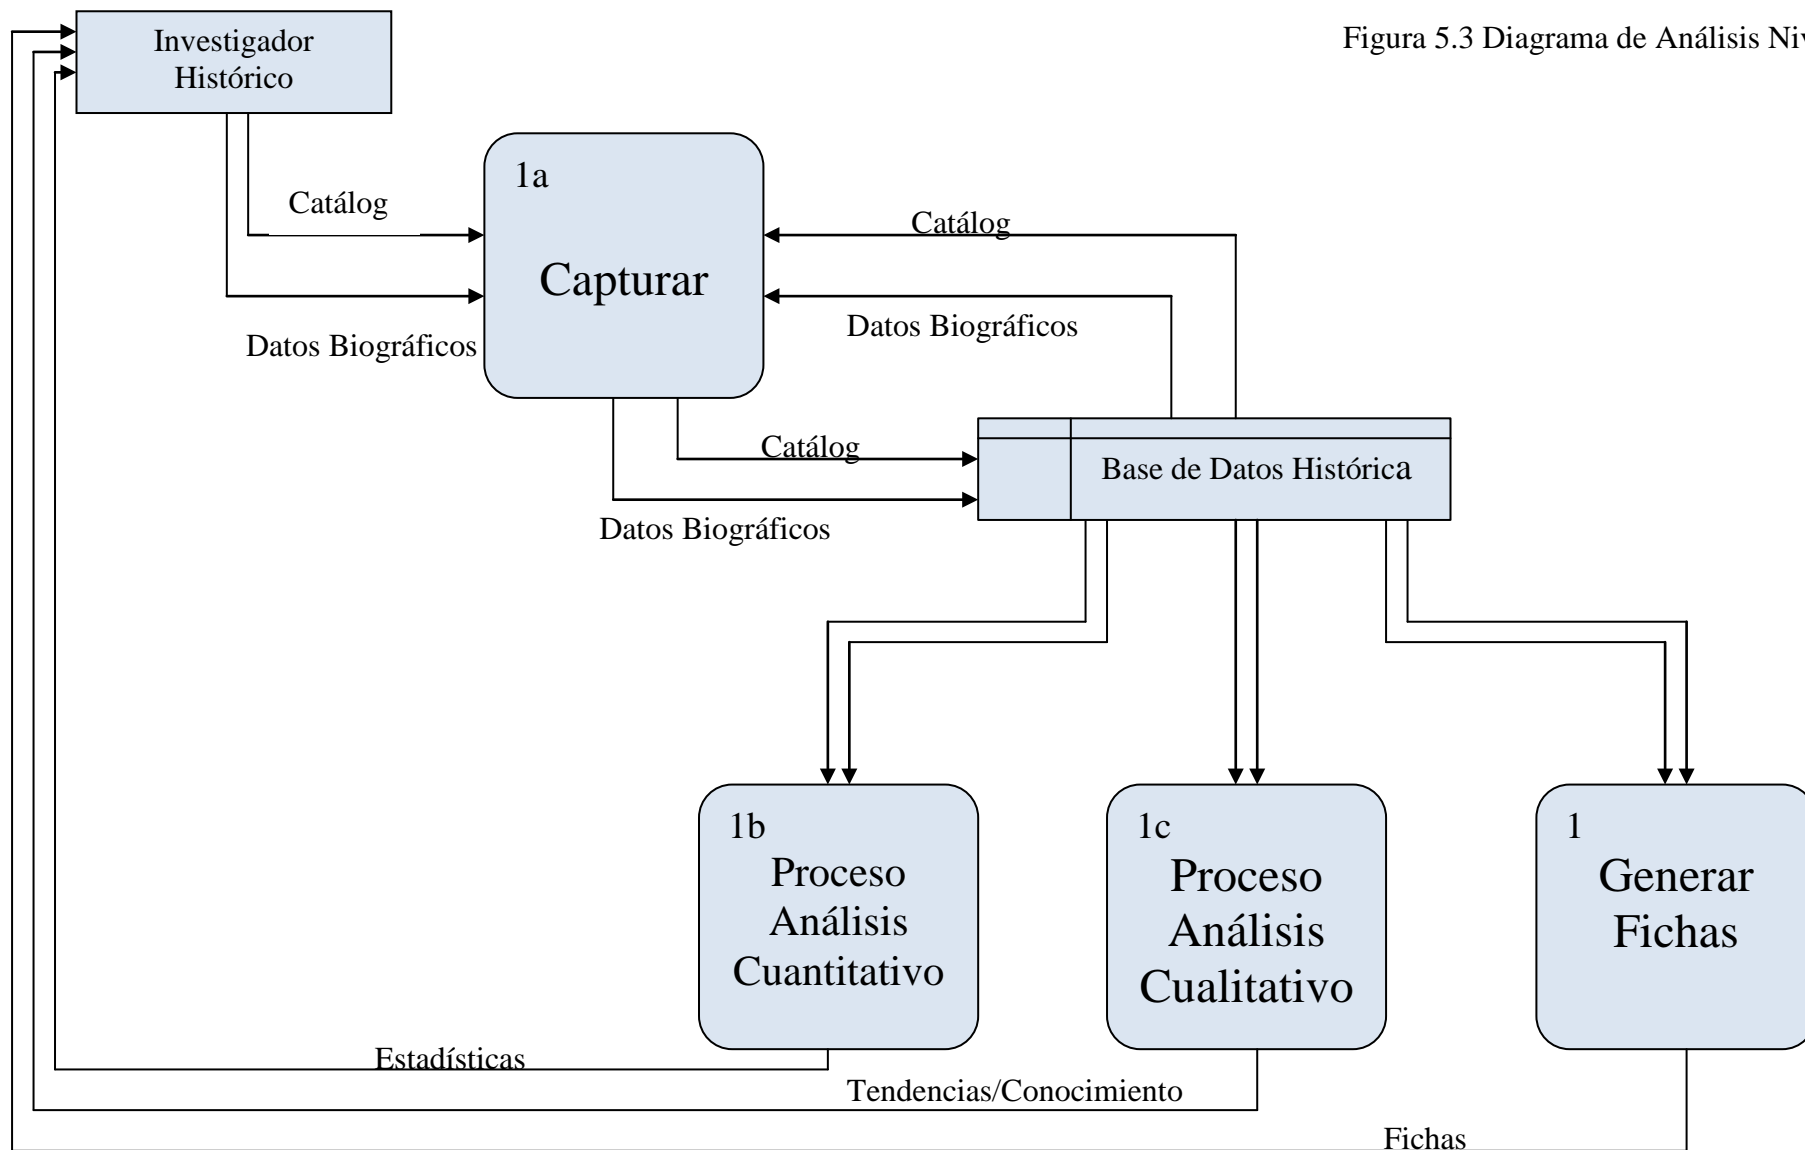 Investigador
Histórico
Figura 5.3 Diagrama de Análisis Niv
1a
Catálog
Catálog
Capturar
Datos Biográficos
Datos Biográficos
Catálog
Base de Datos Histórica
Datos Biográficos
1b
Proceso
Análisis
Cuantitativo
1c
Proceso
Análisis
Cualitativo
1
Generar
Fichas
Estadísticas
Tendencias/Conocimiento
Fichas